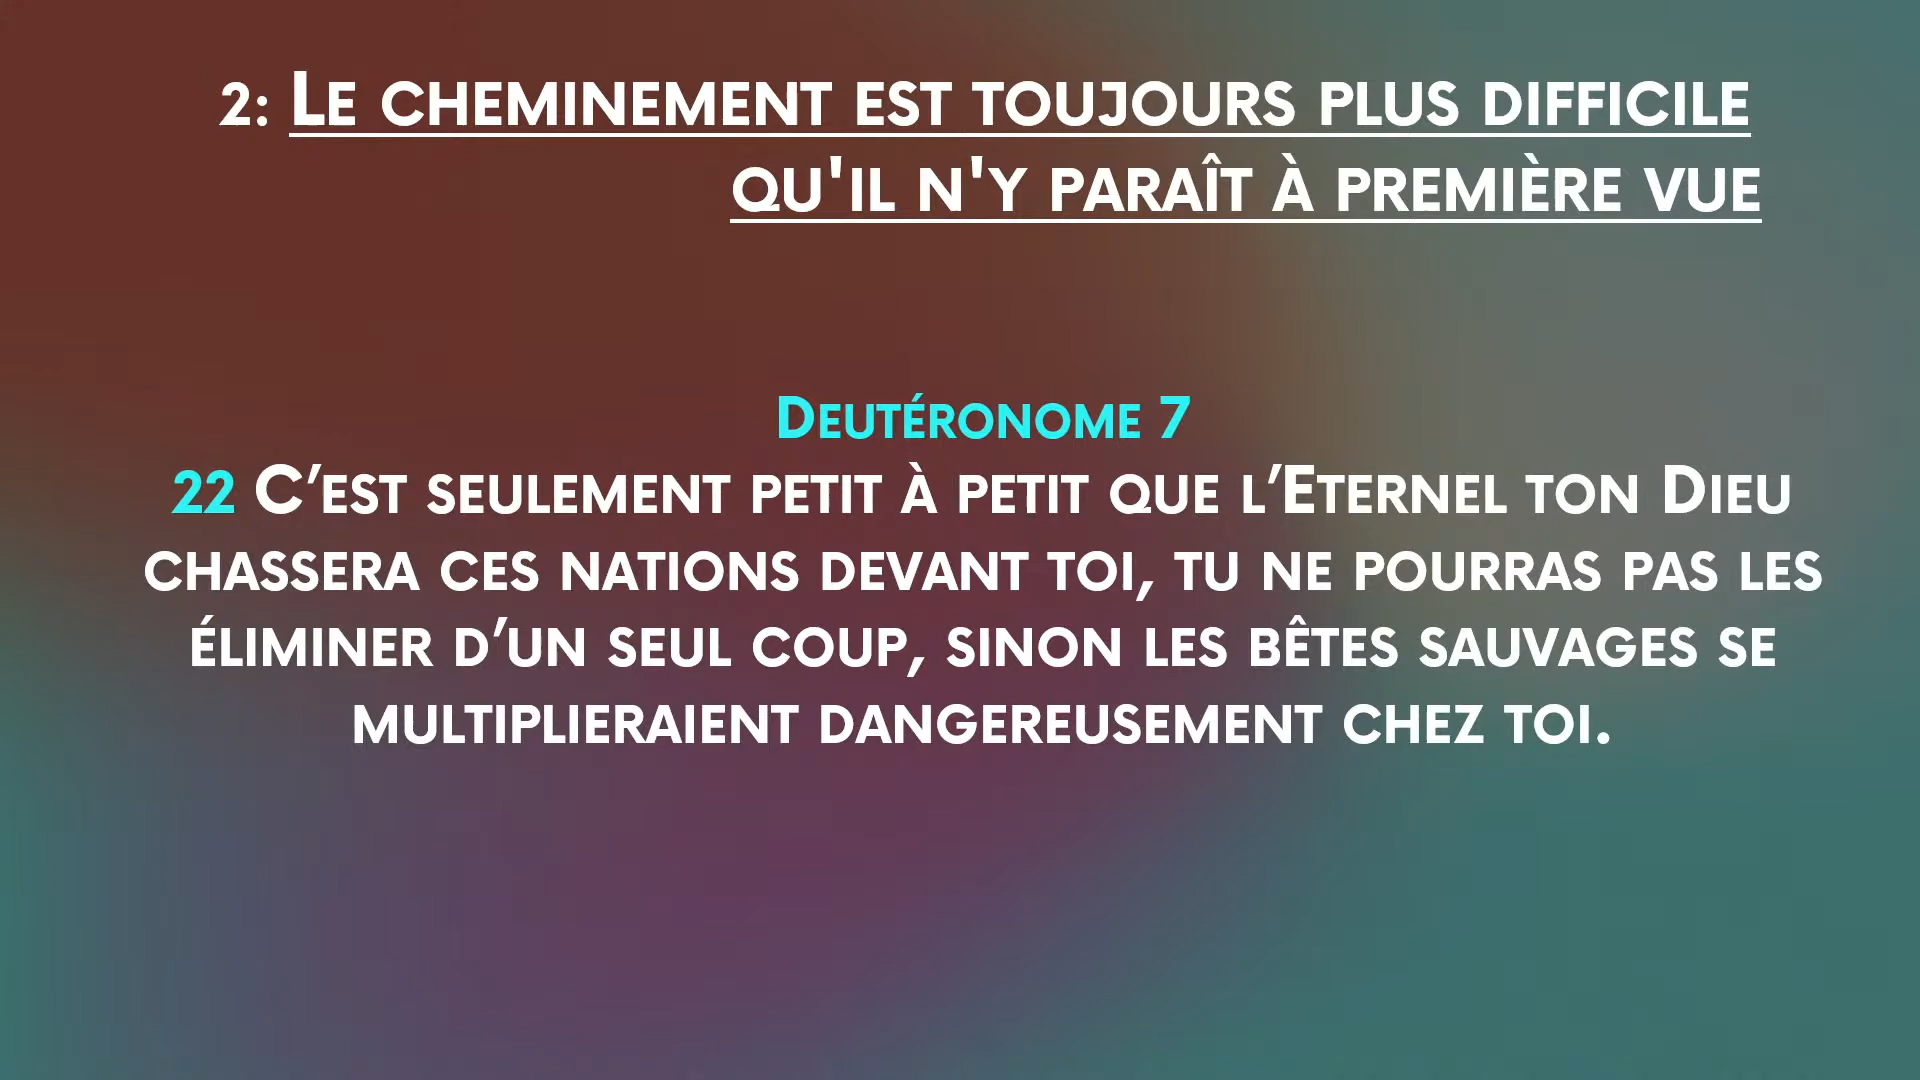 2: Le cheminement est toujours plus difficile
qu'il n'y paraît à première vue
Deutéronome 7
22 C’est seulement petit à petit que l’Eternel ton Dieu
chassera ces nations devant toi, tu ne pourras pas les
éliminer d’un seul coup, sinon les bêtes sauvages se
multiplieraient dangereusement chez toi.